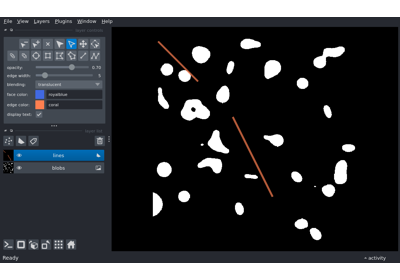 File View Layers Plugins Window Help
opacity: 0.70
edge width: 5
blending: translucent
face color: royalblue
edge color: coral
display text:
lines
blobs
Ready
activity